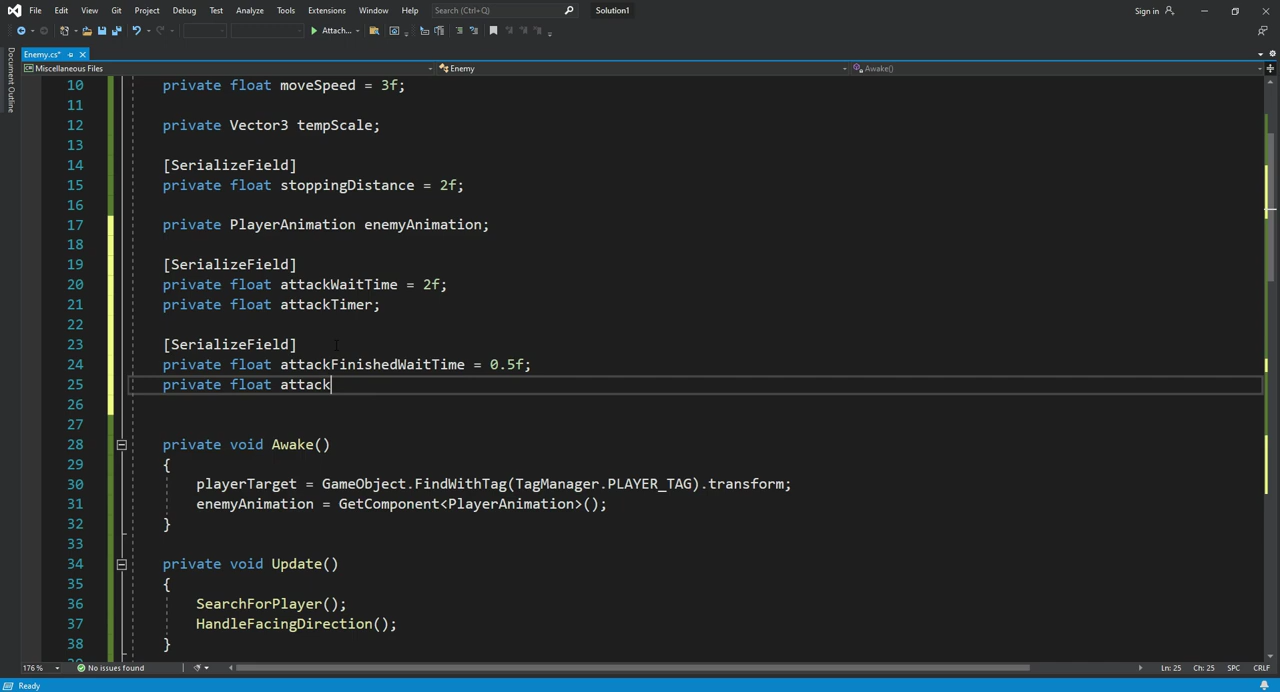 File Edit View Git Project Debug Test Analyze Tools Extensions Window Help Search (Ctrl+Q) Solution1 Sign in
Attach...
Enemy.cs*
Document Outline
Miscellaneous Files Enemy Awake()
10 private float moveSpeed = 3f;
11
12 private Vector3 tempScale;
13
14 [SerializeField]
15 private float stoppingDistance = 2f;
16
17 private PlayerAnimation enemyAnimation;
18
19 [SerializeField]
20 private float attackWaitTime = 2f;
21 private float attackTimer;
22
23 [SerializeField]
24 private float attackFinishedWaitTime = 0.5f;
25 private float attack
26
27
28 private void Awake()
29 {
30 playerTarget = GameObject.FindWithTag(TagManager.PLAYER_TAG).transform;
31 enemyAnimation = GetComponent<PlayerAnimation>();
32 }
33
34 private void Update()
35 {
36 SearchForPlayer();
37 HandleFacingDirection();
38 }
176 % No issues found Ln: 25 Ch: 25 SPC CRLF
Ready